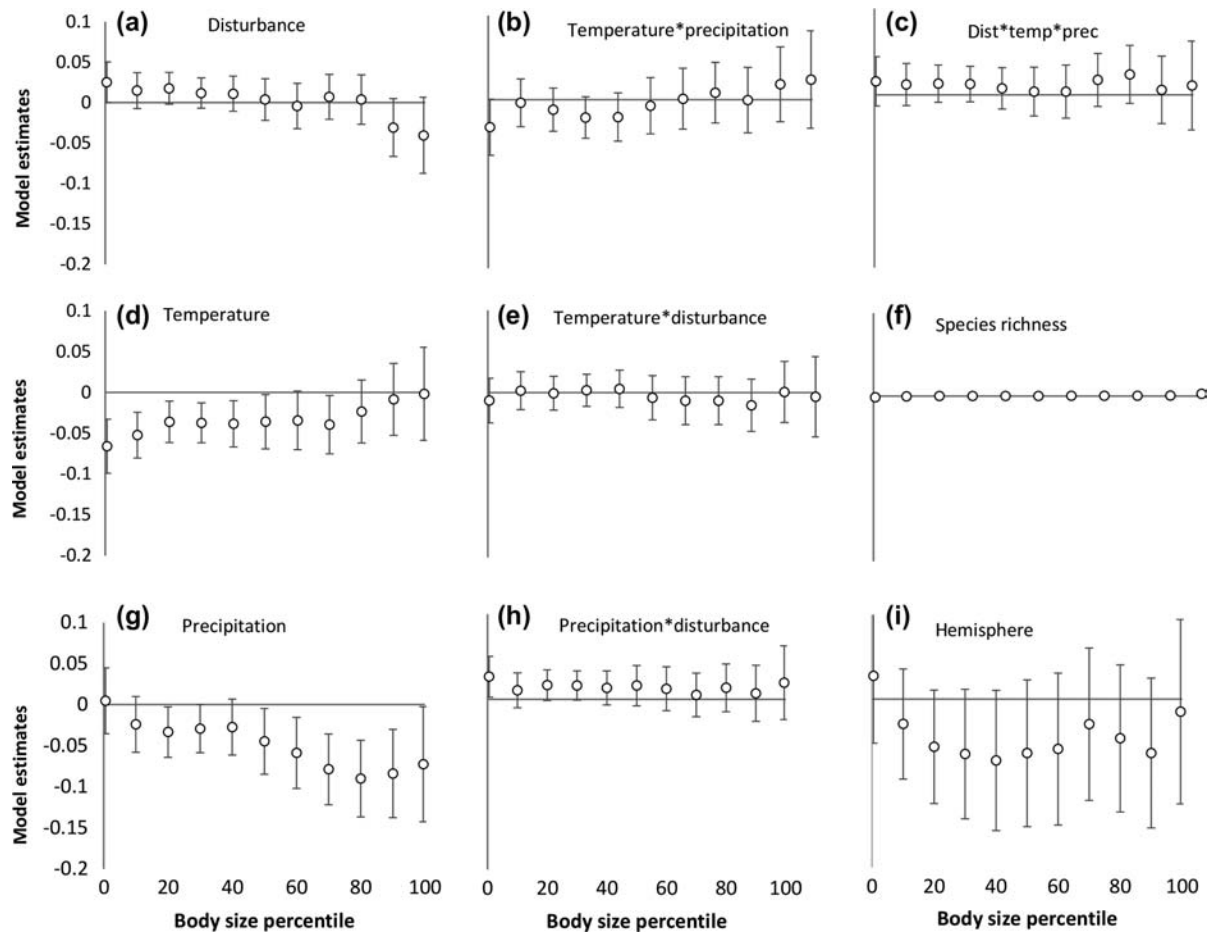 (a) Disturbance
(b) Temperature*precipitation
(c) Dist*temp*prec
Model estimates
0.1
0.05
0
-0.05
-0.1
-0.15
-0.2
(d) Temperature
(e) Temperature*disturbance
(f) Species richness
Model estimates
0.1
0.05
0
-0.05
-0.1
-0.15
-0.2
(g) Precipitation
(h) Precipitation*disturbance
(i) Hemisphere
Model estimates
0.1
0.05
0
-0.05
-0.1
-0.15
-0.2
0 20 40 60 80 100
0 20 40 60 80 100
0 20 40 60 80 100
Body size percentile
Body size percentile
Body size percentile